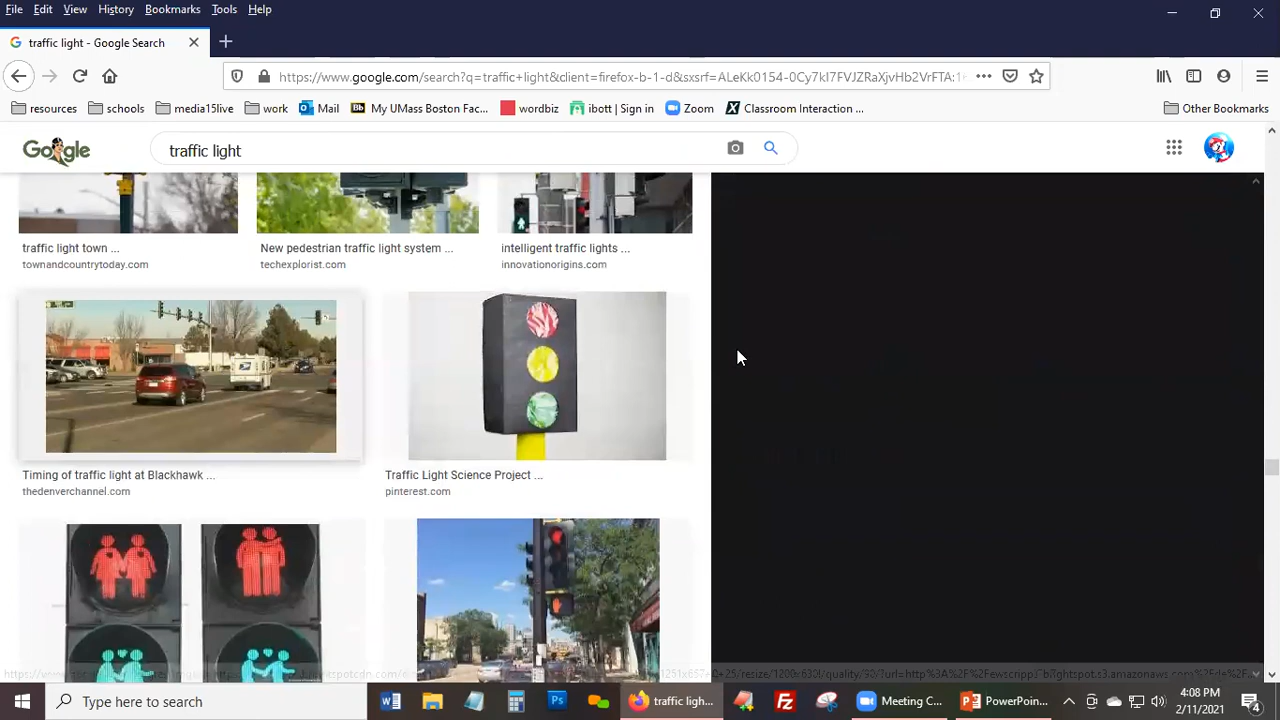 File Edit View History Bookmarks Tools Help
traffic light - Google Search
https://www.google.com/search?q=traffic+light&client=firefox-b-1-d&sxsrf=ALeKk0154-0Cy7kI7FVJZRaXjvHb2VrFTA:1
resources schools media15live work Mail My UMass Boston Fac... wordbiz ibott | Sign in Zoom Classroom Interaction ... Other Bookmarks
Google traffic light
traffic light town ... New pedestrian traffic light system ... intelligent traffic lights ...
townandcountrytoday.com techexplorist.com innovationorigins.com
Timing of traffic light at Blackhawk ... Traffic Light Science Project ...
thedenverchannel.com pinterest.com
Type here to search traffic light... Meeting C... PowerPoin... 4:08 PM
2/11/2021